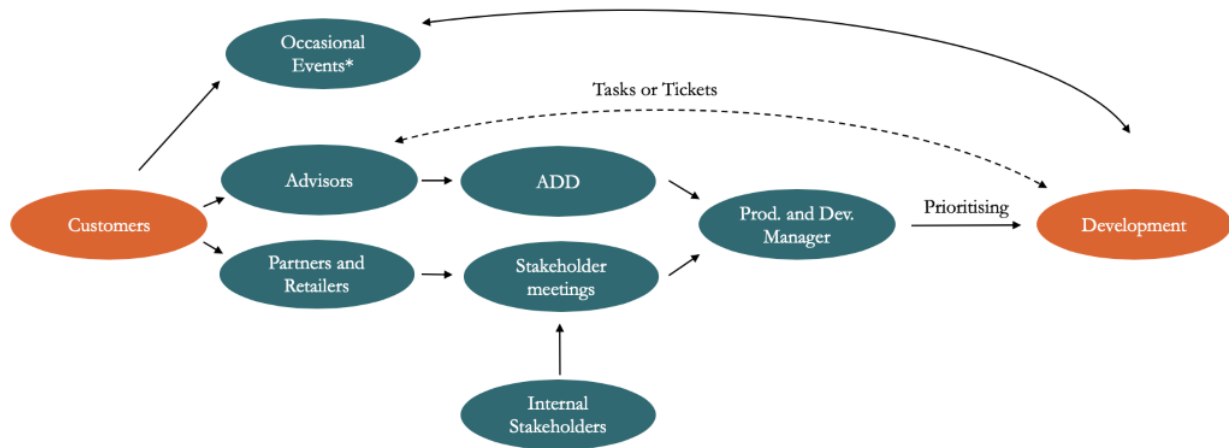 Occasional
Events*
Tasks or Tickets
Advisors
ADD
Customers
Prod. and Dev.
Manager
Prioritising
Development
Partners and
Retailers
Stakeholder
meetings
Internal
Stakeholders